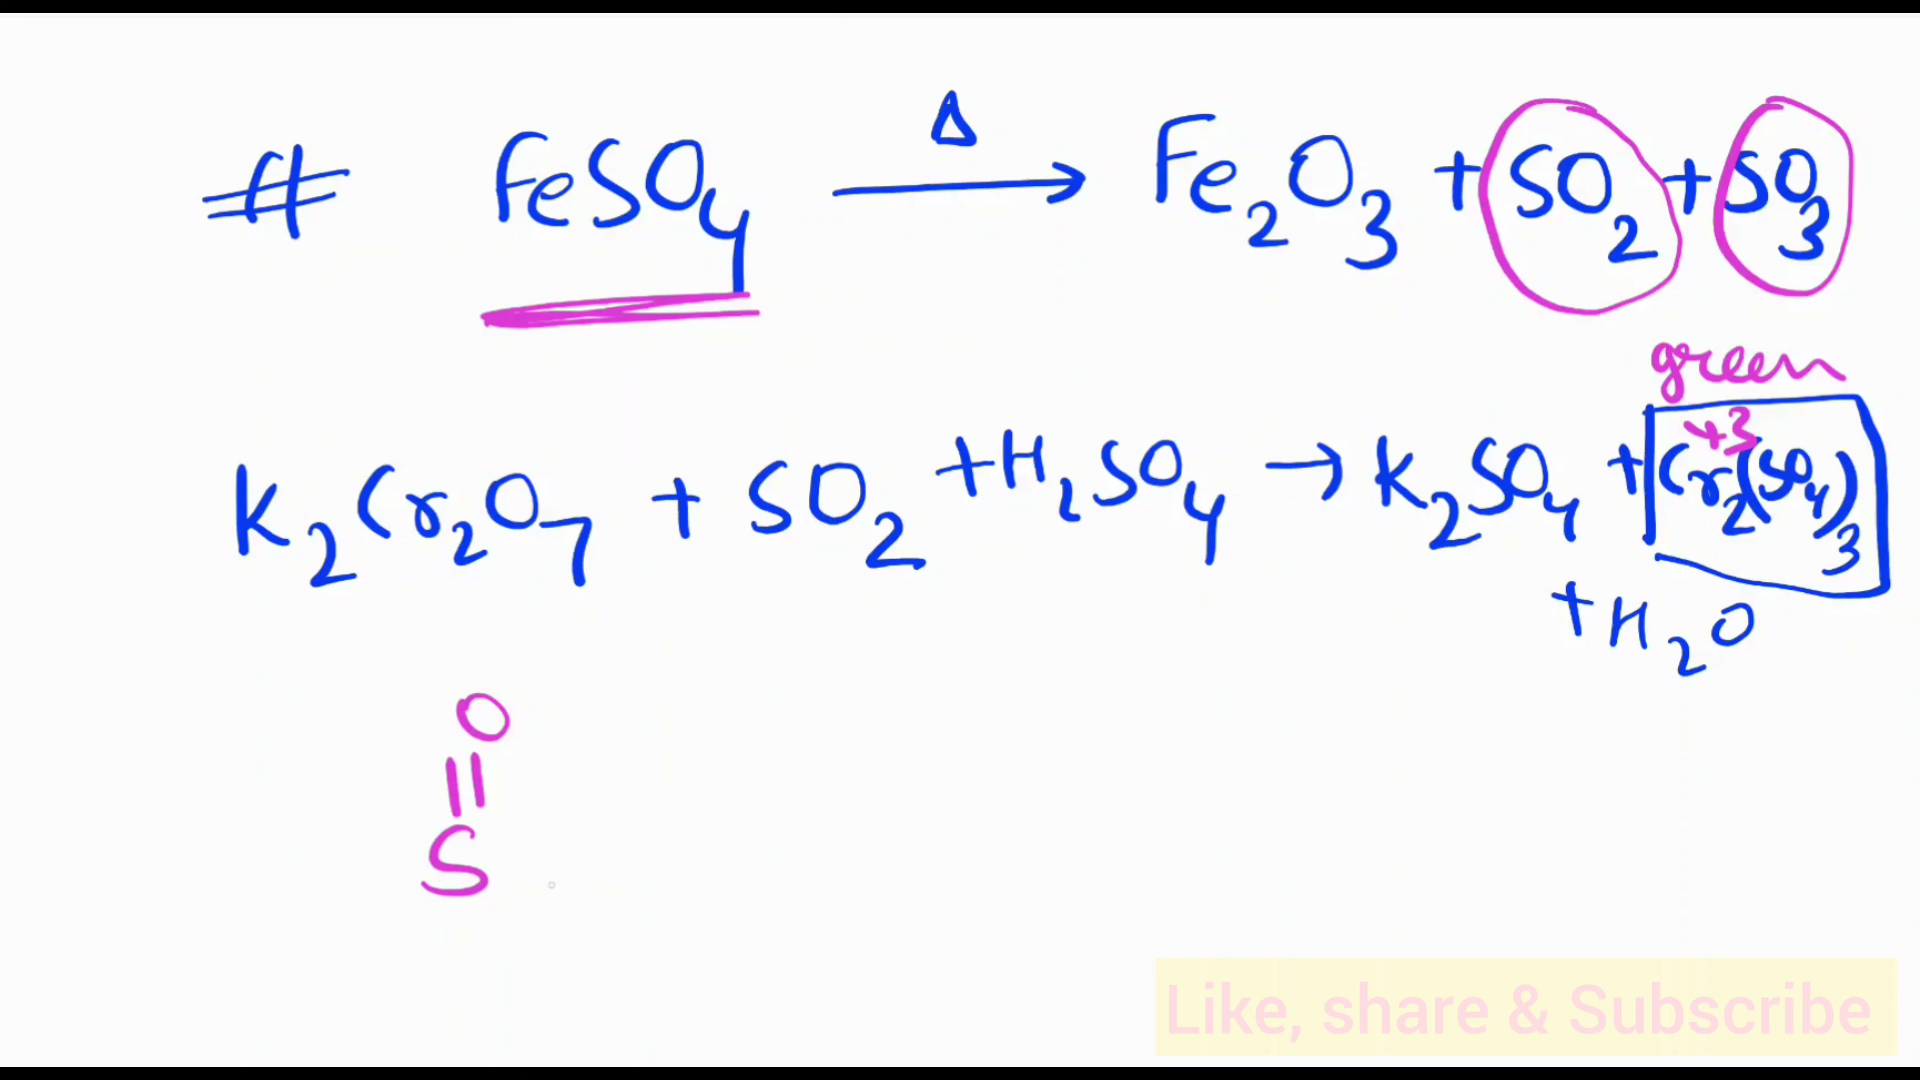 # FeSO₄ —Δ→ Fe₂O₃ + SO₂ + SO₃
green
+3
K₂Cr₂O₇ + SO₂ + H₂SO₄ → K₂SO₄ + Cr₂(SO₄)₃
+ H₂O
O
||
S
Like, share & Subscribe